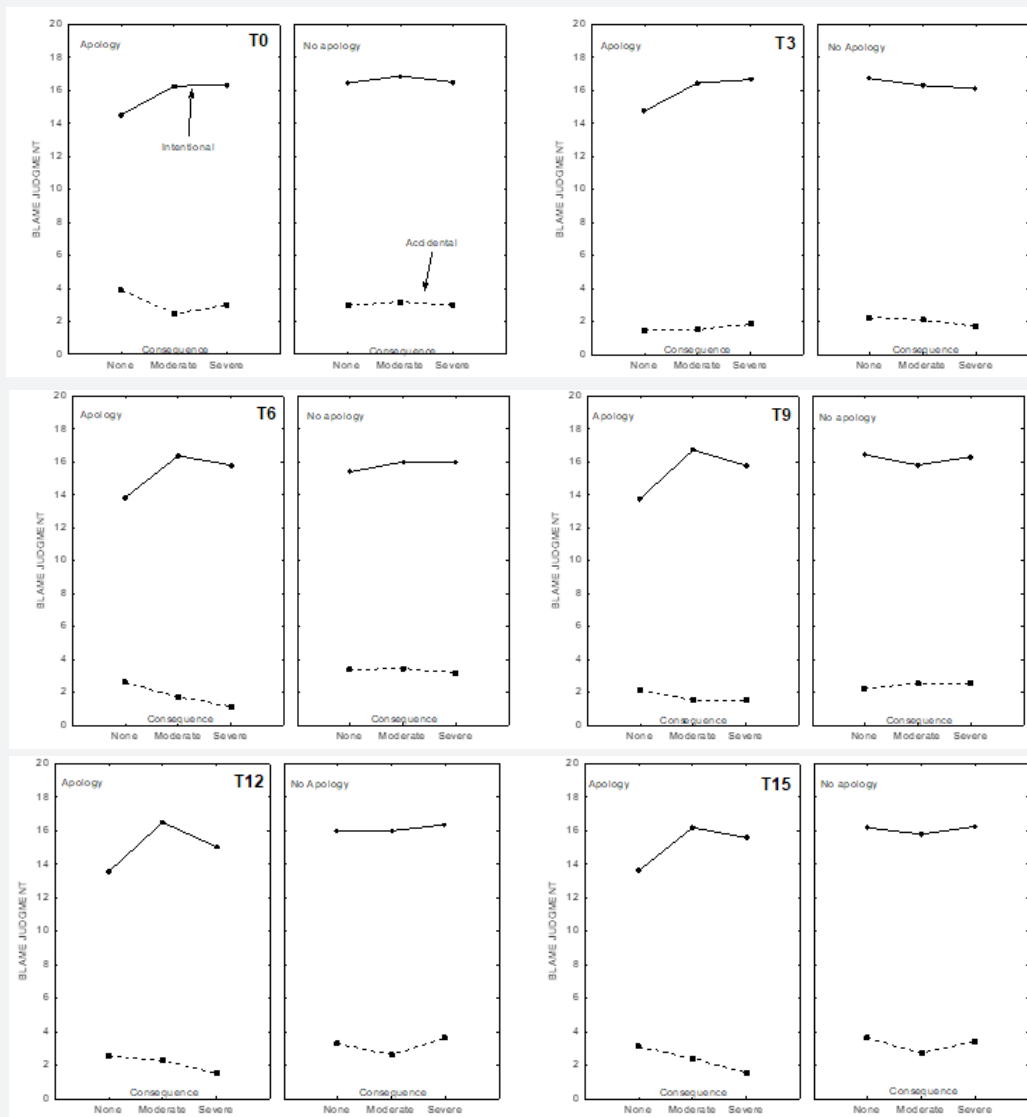 20
18
16
14
12
10
8
6
4
2
0
BLAME JUDGMENT
Apology
T0
Intentional
Consequence
None Moderate Severe
No apology
Accidental
Consequence
None Moderate Severe
20
18
16
14
12
10
8
6
4
2
0
BLAME JUDGMENT
Apology
T3
Consequence
None Moderate Severe
No Apology
Consequence
None Moderate Severe
20
18
16
14
12
10
8
6
4
2
0
BLAME JUDGMENT
Apology
T6
Consequence
None Moderate Severe
No apology
Consequence
None Moderate Severe
20
18
16
14
12
10
8
6
4
2
0
BLAME JUDGMENT
Apology
T9
Consequence
None Moderate Severe
No apology
Consequence
None Moderate Severe
20
18
16
14
12
10
8
6
4
2
0
BLAME JUDGMENT
Apology
T12
Consequence
None Moderate Severe
No Apology
Consequence
None Moderate Severe
20
18
16
14
12
10
8
6
4
2
0
BLAME JUDGMENT
Apology
T15
Consequence
None Moderate Severe
No apology
Consequence
None Moderate Severe